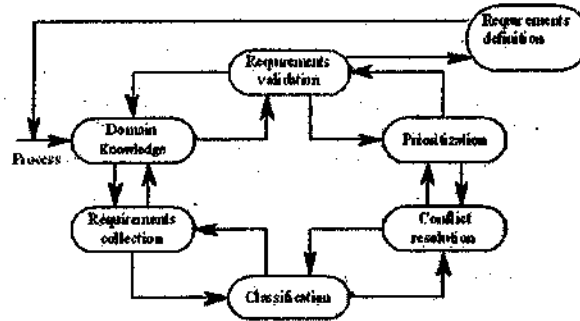 Requirements
definition
Requirements
validation
Domain
Knowledge
Process
Prioritization
Requirements
collection
Conflict
resolution
Classification